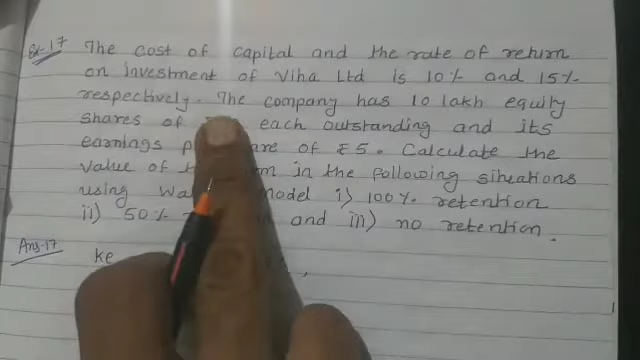 Ex-17 The cost of capital and the rate of return
on investment of Viha Ltd is 10% and 15%
respectively. The company has 10 lakh equity
shares of each outstanding and its
earnings of ₹5. Calculate the
value of in the following situations
using model i) 100% retention
ii) 50% and iii) no retention.
Ans-17 ke